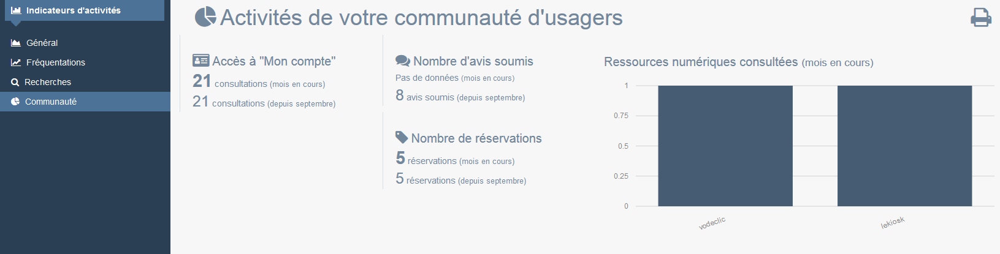 Indicateurs d'activités
Général
Fréquentations
Recherches
Communauté
Activités de votre communauté d'usagers
Accès à "Mon compte"
21 consultations (mois en cours)
21 consultations (depuis septembre)
Nombre d'avis soumis
Pas de données (mois en cours)
8 avis soumis (depuis septembre)
Nombre de réservations
5 réservations (mois en cours)
5 réservations (depuis septembre)
Ressources numériques consultées (mois en cours)
1
0.75
0.5
0.25
0
vodeclic
lekiosk